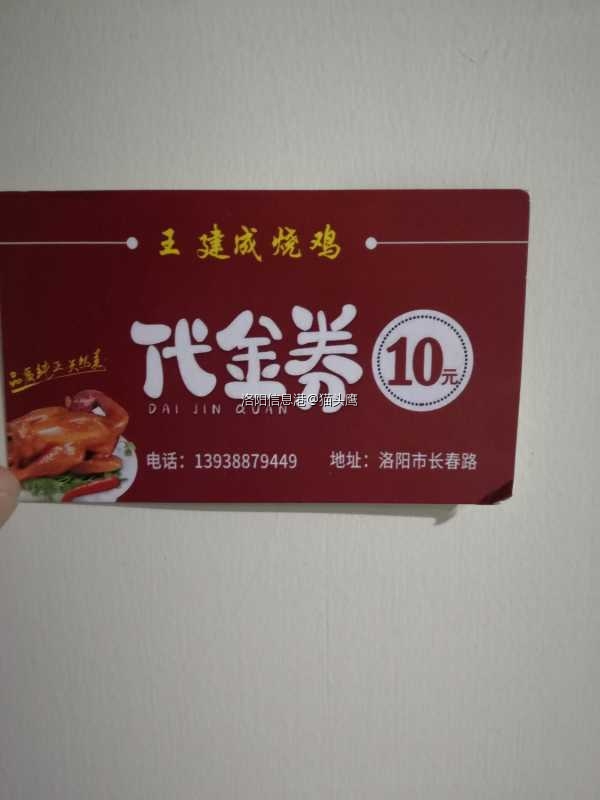 王建成烧鸡
代金券
DAI JIN QUAN
10元
品质纯正 天然美
洛阳信息港@猫头鹰
电话：13938879449 地址：洛阳市长春路